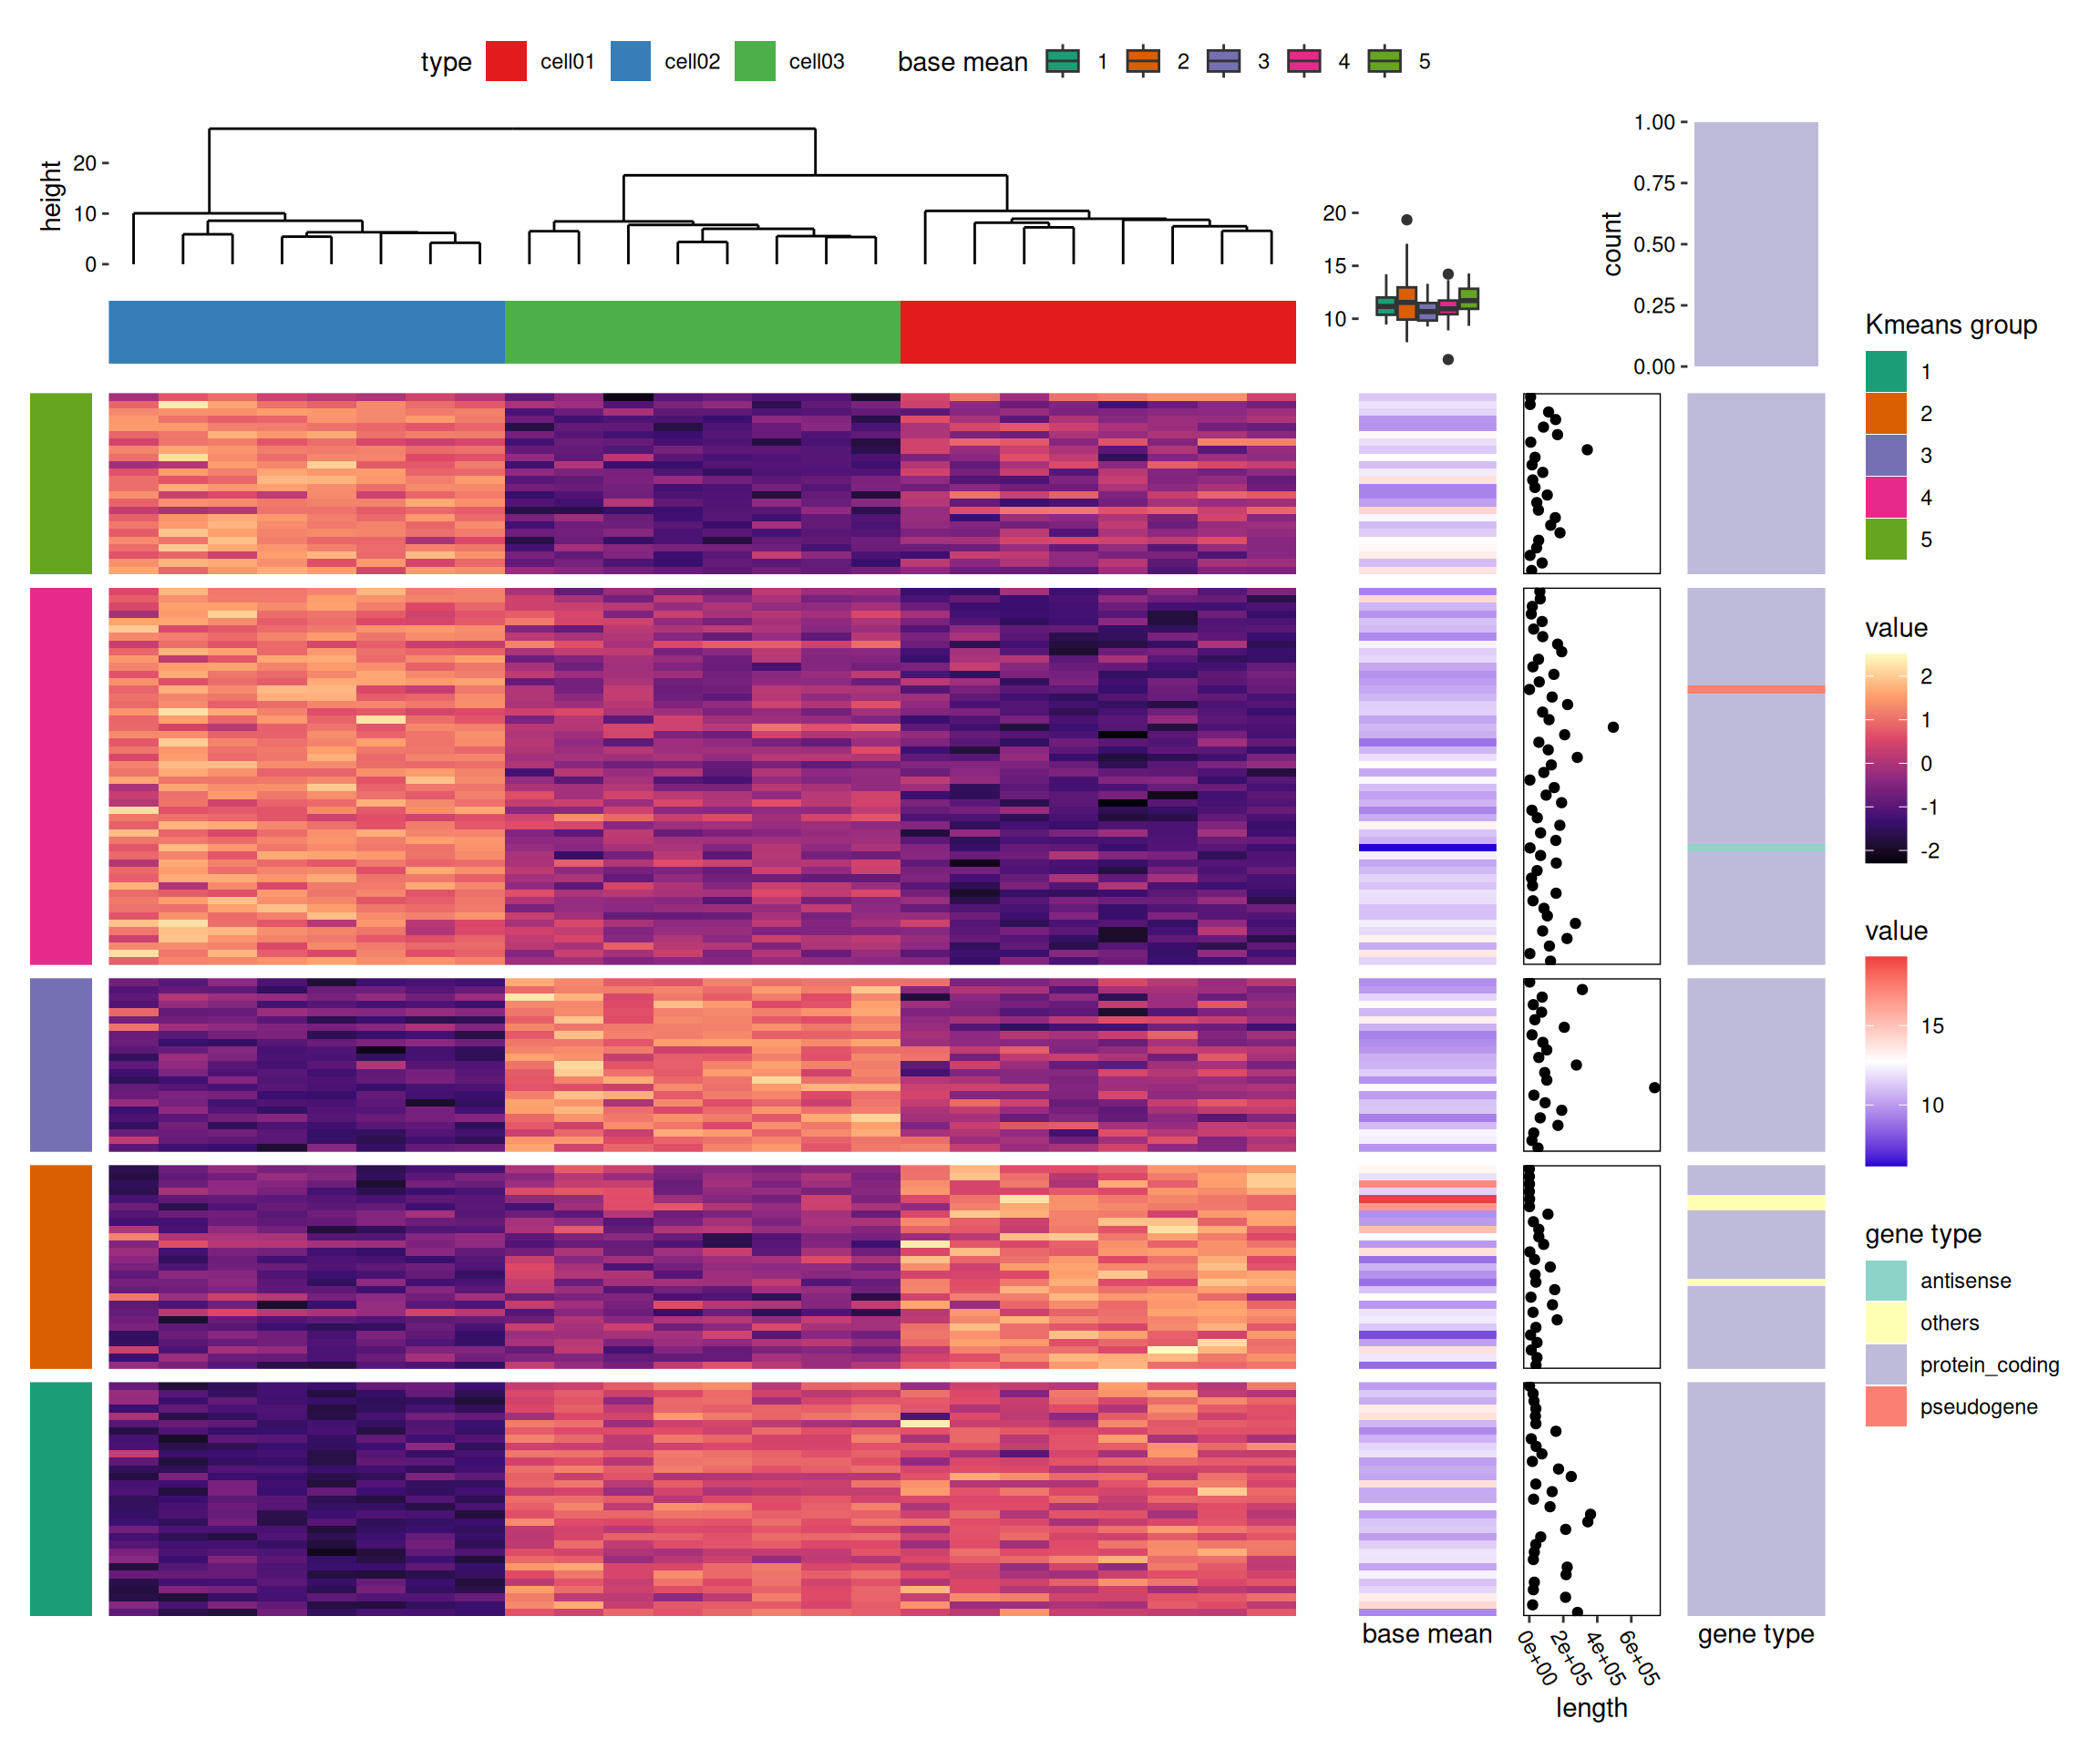 type cell01 cell02 cell03 base mean 1 2 3 4 5
height
20
10
0
20
15
10
count
1.00
0.75
0.50
0.25
0.00
Kmeans group
1
2
3
4
5
value
2
1
0
-1
-2
value
15
10
gene type
antisense
others
protein_coding
pseudogene
base mean
0e+00
2e+05
4e+05
6e+05
length
gene type